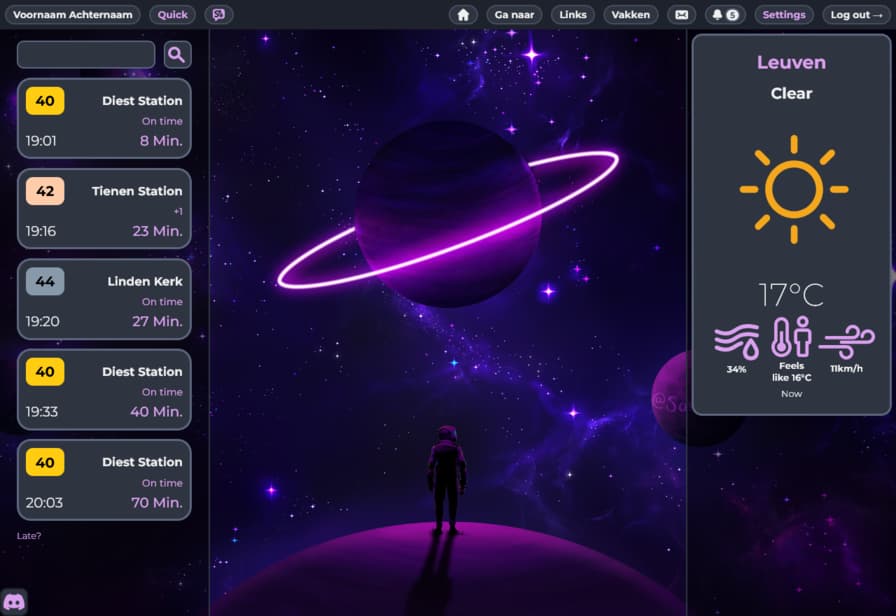 Voornaam Achternaam
Quick
Ga naar
Links
Vakken
5
Settings
Log out →
40
Diest Station
On time
19:01
8 Min.
42
Tienen Station
+1
19:16
23 Min.
44
Linden Kerk
On time
19:20
27 Min.
40
Diest Station
On time
19:33
40 Min.
40
Diest Station
On time
20:03
70 Min.
Late?
Leuven
Clear
17°C
34%
Feels
like 16°C
11km/h
Now